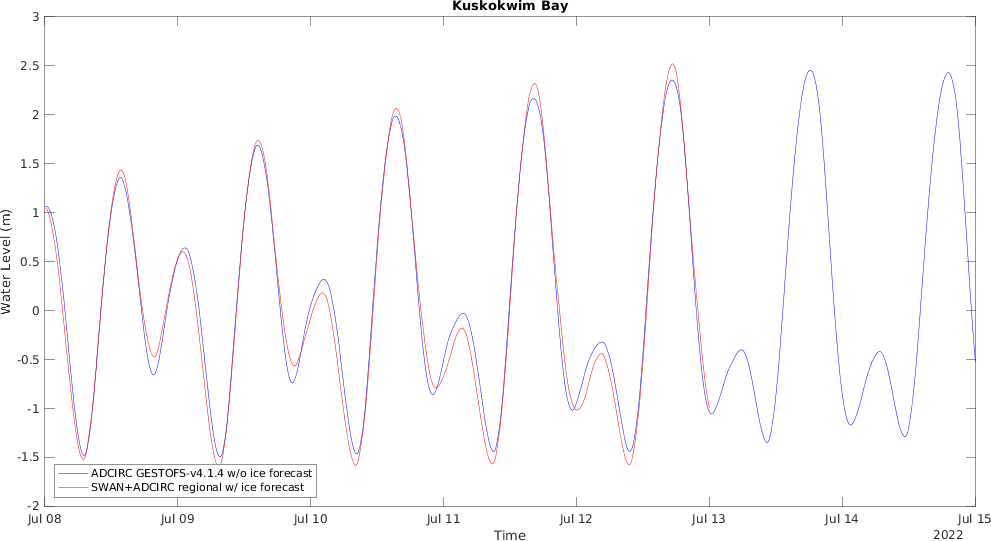 Kuskokwim Bay
3
2.5
2
1.5
1
0.5
0
-0.5
-1
-1.5
-2
Water Level (m)
ADCIRC GESTOFS-v4.1.4 w/o ice forecast
SWAN+ADCIRC regional w/ ice forecast
Jul 08 Jul 09 Jul 10 Jul 11 Jul 12 Jul 13 Jul 14 Jul 15
Time
2022